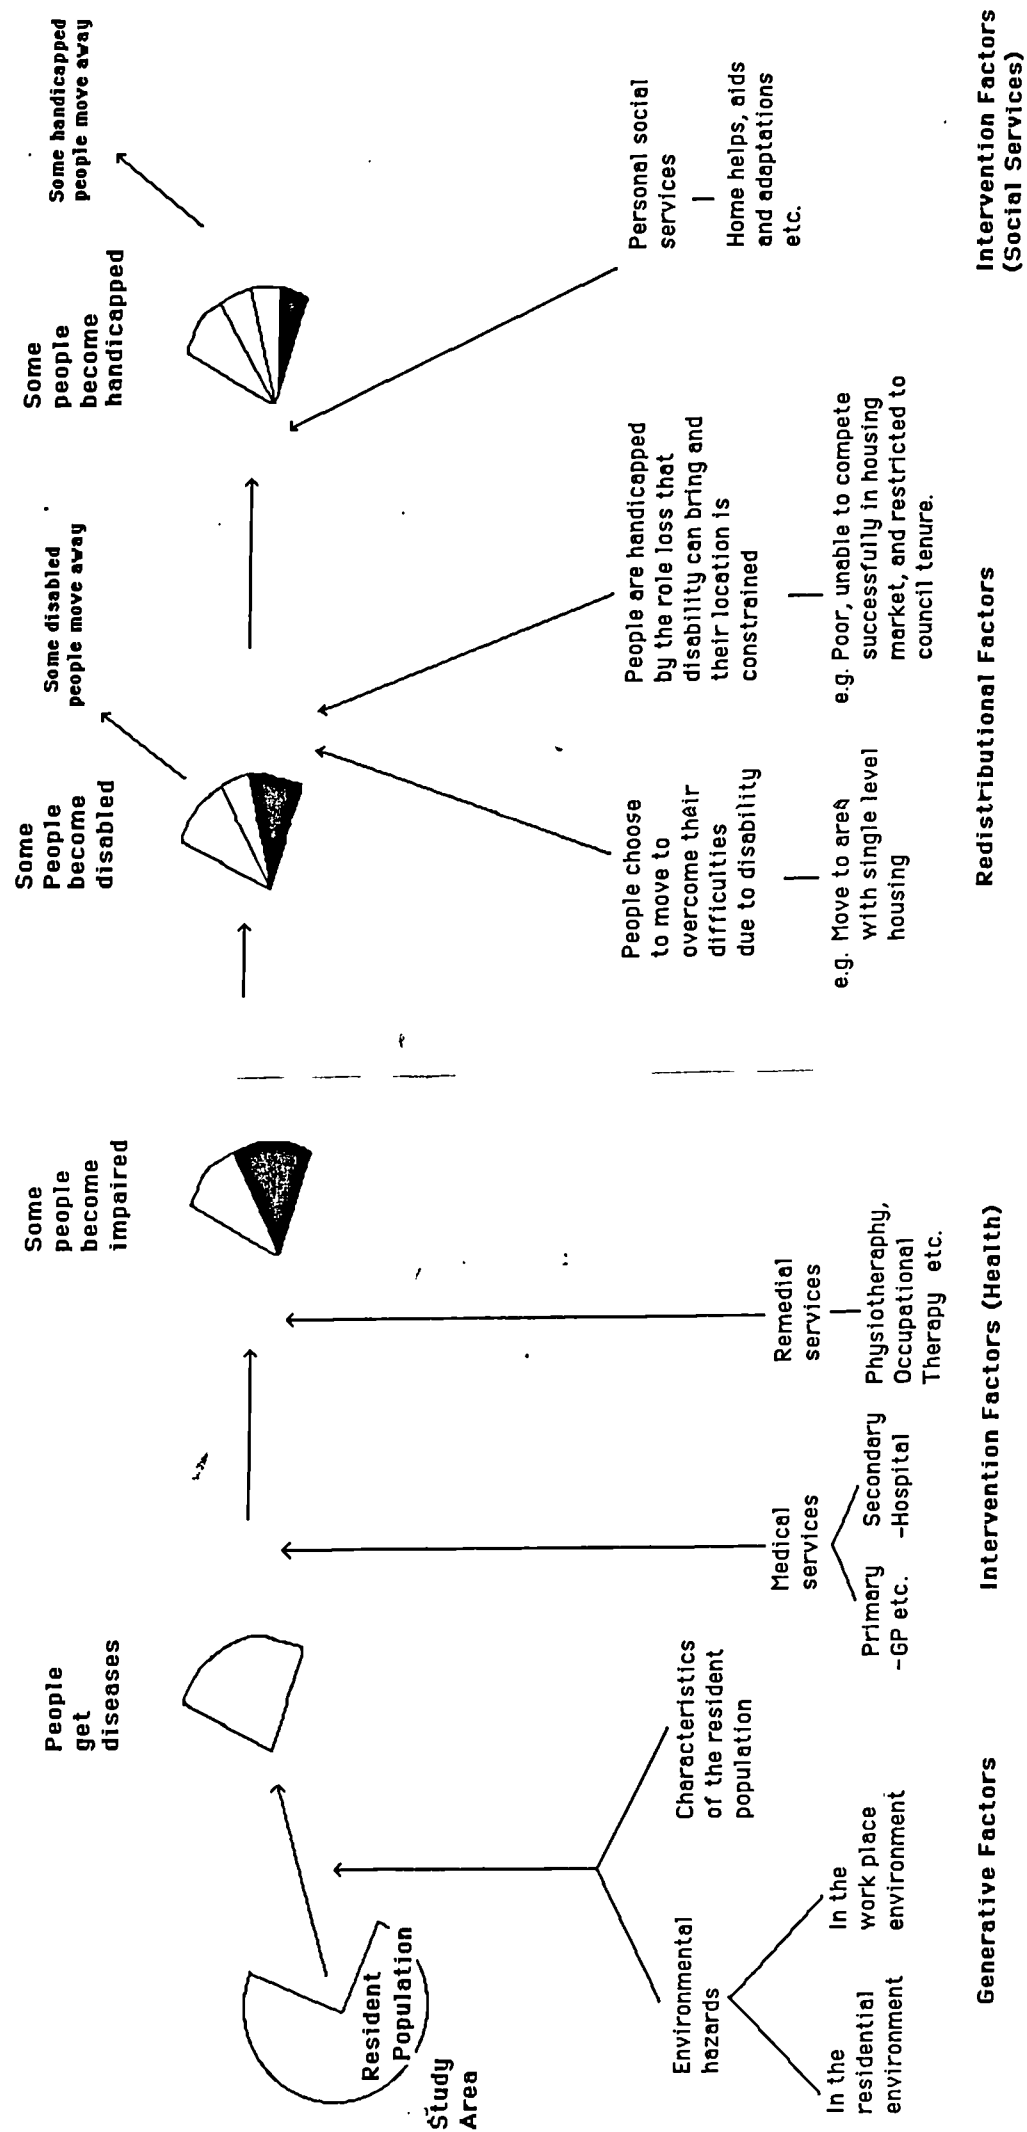 People
get
diseases
Some
people
become
impaired
Some
People
become
disabled
Some disabled
people move away
Some
people
become
handicapped
Some handicapped
people move away
Resident
Population
Study
Area
Environmental
hazards
In the
residential
environment
In the
work place
environment
Characteristics
of the resident
population
Medical
services
Primary
-GP etc.
Secondary
-Hospital
Remedial
services
Physiotheraphy,
Occupational
Therapy etc.
People choose
to move to
overcome their
difficulties
due to disability
e.g. Move to area
with single level
housing
People are handicapped
by the role loss that
disability can bring and
their location is
constrained
e.g. Poor, unable to compete
successfully in housing
market, and restricted to
council tenure.
Personal social
services
Home helps, aids
and adaptations
etc.
Generative Factors
Intervention Factors (Health)
Redistributional Factors
Intervention Factors
(Social Services)